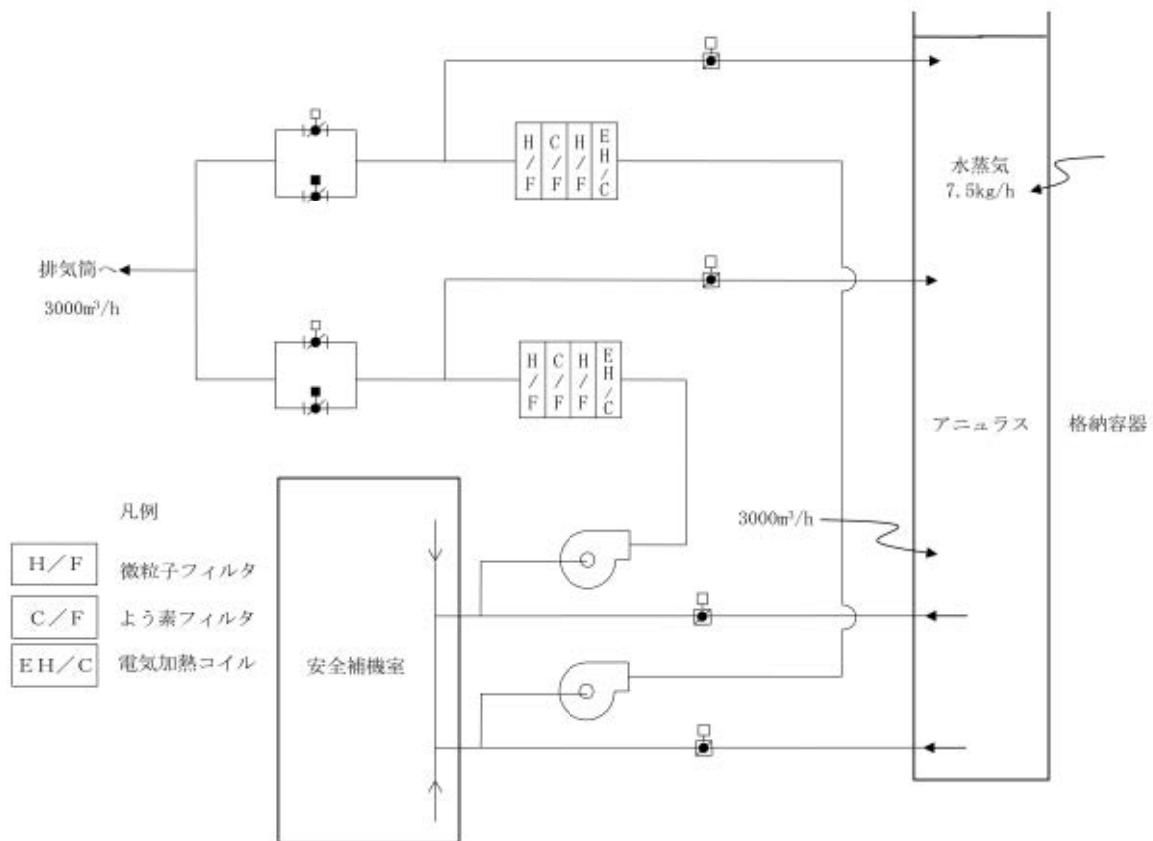 H/F
C/F
H/F
EH/C
水蒸気
7.5kg/h
排気筒へ
3000m³/h
H/F
C/F
H/F
EH/C
アニュラス
格納容器
3000m³/h
凡例
H/F
微粒子フィルタ
C/F
よう素フィルタ
EH/C
電気加熱コイル
安全補機室